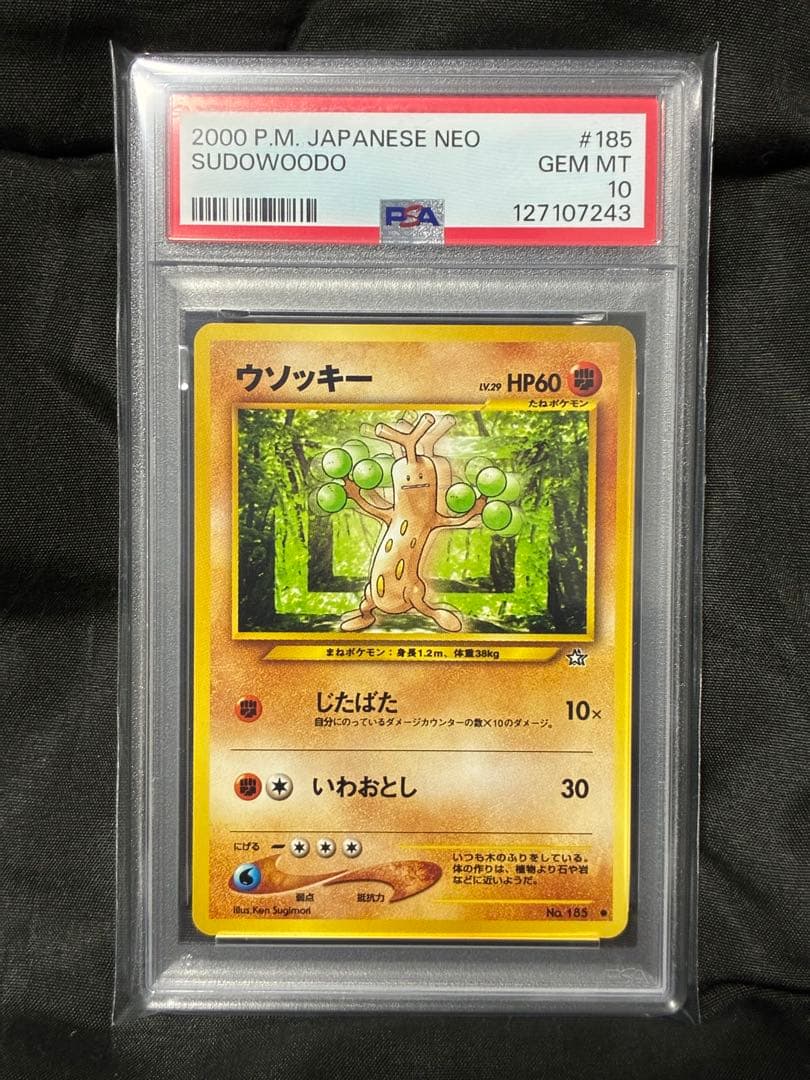 2000 P.M. JAPANESE NEO #185
SUDOWOODO GEM MT
10
PSA 127107243
ウソッキー LV.29 HP60
たねポケモン
まねポケモン：身長1.2m、体重38kg
じたばた 10×
自分にのっているダメージカウンターの数×10のダメージ。
いわおとし 30
にげる
いつも木のふりをしている。
体の作りは、植物より石や岩
などに近いようだ。
弱点 抵抗力
Illus. Ken Sugimori No. 185
PSA